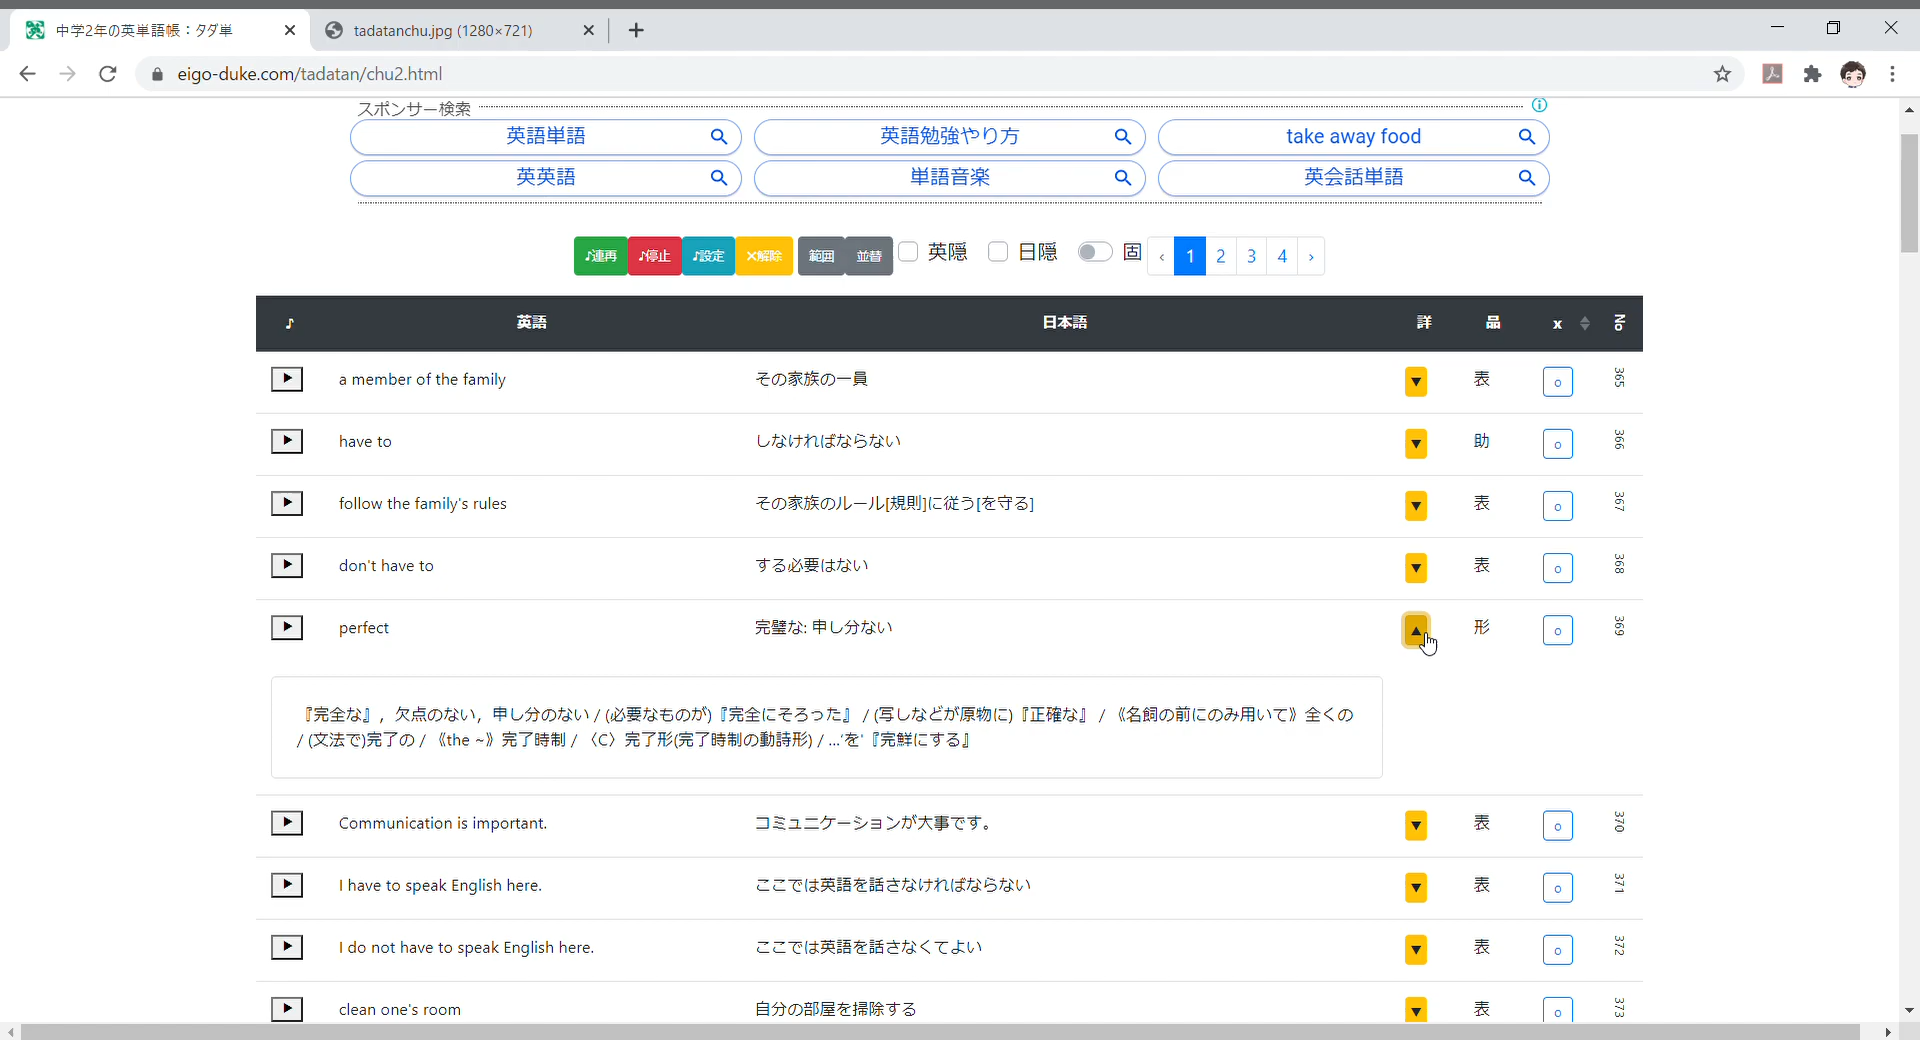 中学2年の英単語帳：タダ単
tadatanchu.jpg (1280×721)
eigo-duke.com/tadatan/chu2.html
スポンサー検索
英語単語 英語勉強やり方 take away food
英英語 単語音楽 英会話単語
♪連再 ♪停止 ♪設定 ✕解除 範囲 並替 英隠 日隠 固 ‹ 1 2 3 4 ›
♪ 英語 日本語 詳 品 x No
▶ a member of the family その家族の一員 ▼ 表 o 365
▶ have to しなければならない ▼ 助 o 366
▶ follow the family's rules その家族のルール[規則]に従う[を守る] ▼ 表 o 367
▶ don't have to する必要はない ▼ 表 o 368
▶ perfect 完璧な: 申し分ない ▲ 形 o 369
『完全な』，欠点のない，申し分のない / (必要なものが)『完全にそろった』 / (写しなどが原物に)『正確な』 / 《名飼の前にのみ用いて》全くの
/ (文法で)完了の / 《the ~》完了時制 / 〈C〉完了形(完了時制の動詩形) / …'を'『完鮮にする』
▶ Communication is important. コミュニケーションが大事です。 ▼ 表 o 370
▶ I have to speak English here. ここでは英語を話さなければならない ▼ 表 o 371
▶ I do not have to speak English here. ここでは英語を話さなくてよい ▼ 表 o 372
▶ clean one's room 自分の部屋を掃除する ▼ 表 o 373